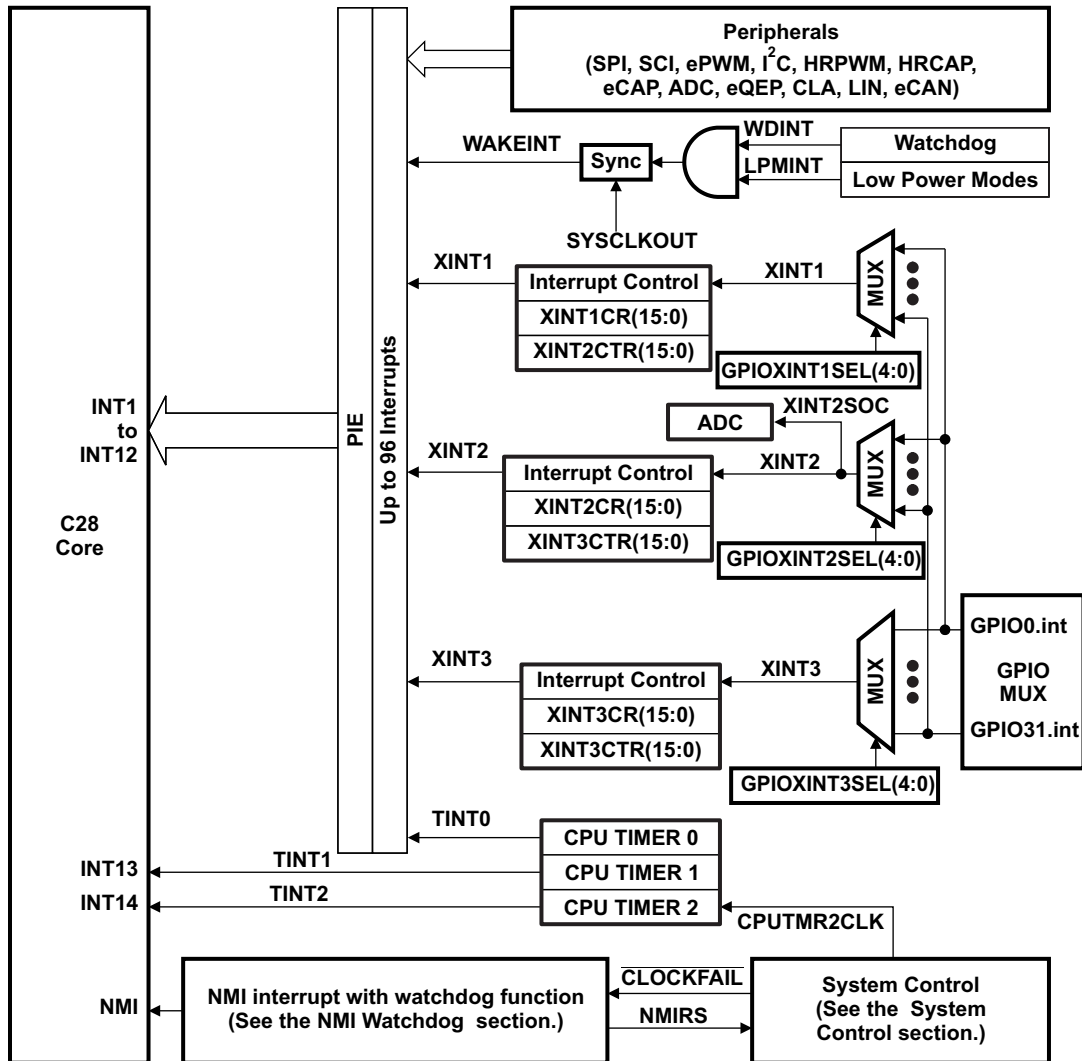 Peripherals
(SPI, SCI, ePWM, I2C, HRPWM, HRCAP,
eCAP, ADC, eQEP, CLA, LIN, eCAN)
WAKEINT
Sync
WDINT
LPMINT
Watchdog
Low Power Modes
SYSCLKOUT
XINT1
Interrupt Control
XINT1CR(15:0)
XINT2CTR(15:0)
XINT1
MUX
GPIOXINT1SEL(4:0)
INT1
to
INT12
PIE
Up to 96 Interrupts
ADC
XINT2SOC
XINT2
Interrupt Control
XINT2CR(15:0)
XINT3CTR(15:0)
XINT2
MUX
GPIOXINT2SEL(4:0)
C28
Core
XINT3
Interrupt Control
XINT3CR(15:0)
XINT3CTR(15:0)
XINT3
MUX
GPIOXINT3SEL(4:0)
GPIO0.int
GPIO
MUX
GPIO31.int
TINT0
CPU TIMER 0
INT13
TINT1
CPU TIMER 1
INT14
TINT2
CPU TIMER 2
CPUTMR2CLK
NMI
NMI interrupt with watchdog function
(See the NMI Watchdog section.)
CLOCKFAIL
NMIRS
System Control
(See the System
Control section.)